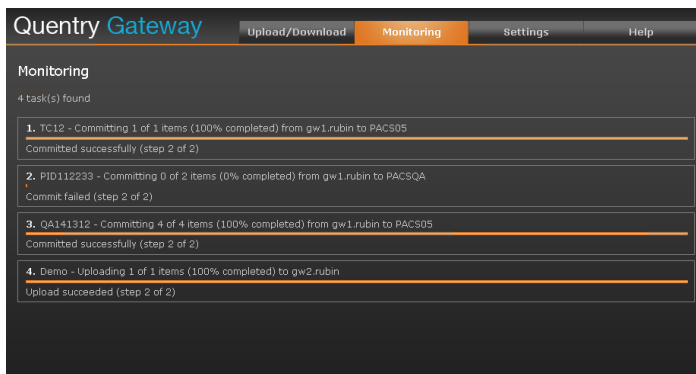 Quentry Gateway
Upload/Download Monitoring Settings Help
Monitoring
4 task(s) found
1. TC12 - Committing 1 of 1 items (100% completed) from gw1.rubin to PACS05
Committed successfully (step 2 of 2)
2. PID112233 - Committing 0 of 2 items (0% completed) from gw1.rubin to PACSQA
Commit failed (step 2 of 2)
3. QA141312 - Committing 4 of 4 items (100% completed) from gw1.rubin to PACS05
Committed successfully (step 2 of 2)
4. Demo - Uploading 1 of 1 items (100% completed) to gw2.rubin
Upload succeeded (step 2 of 2)